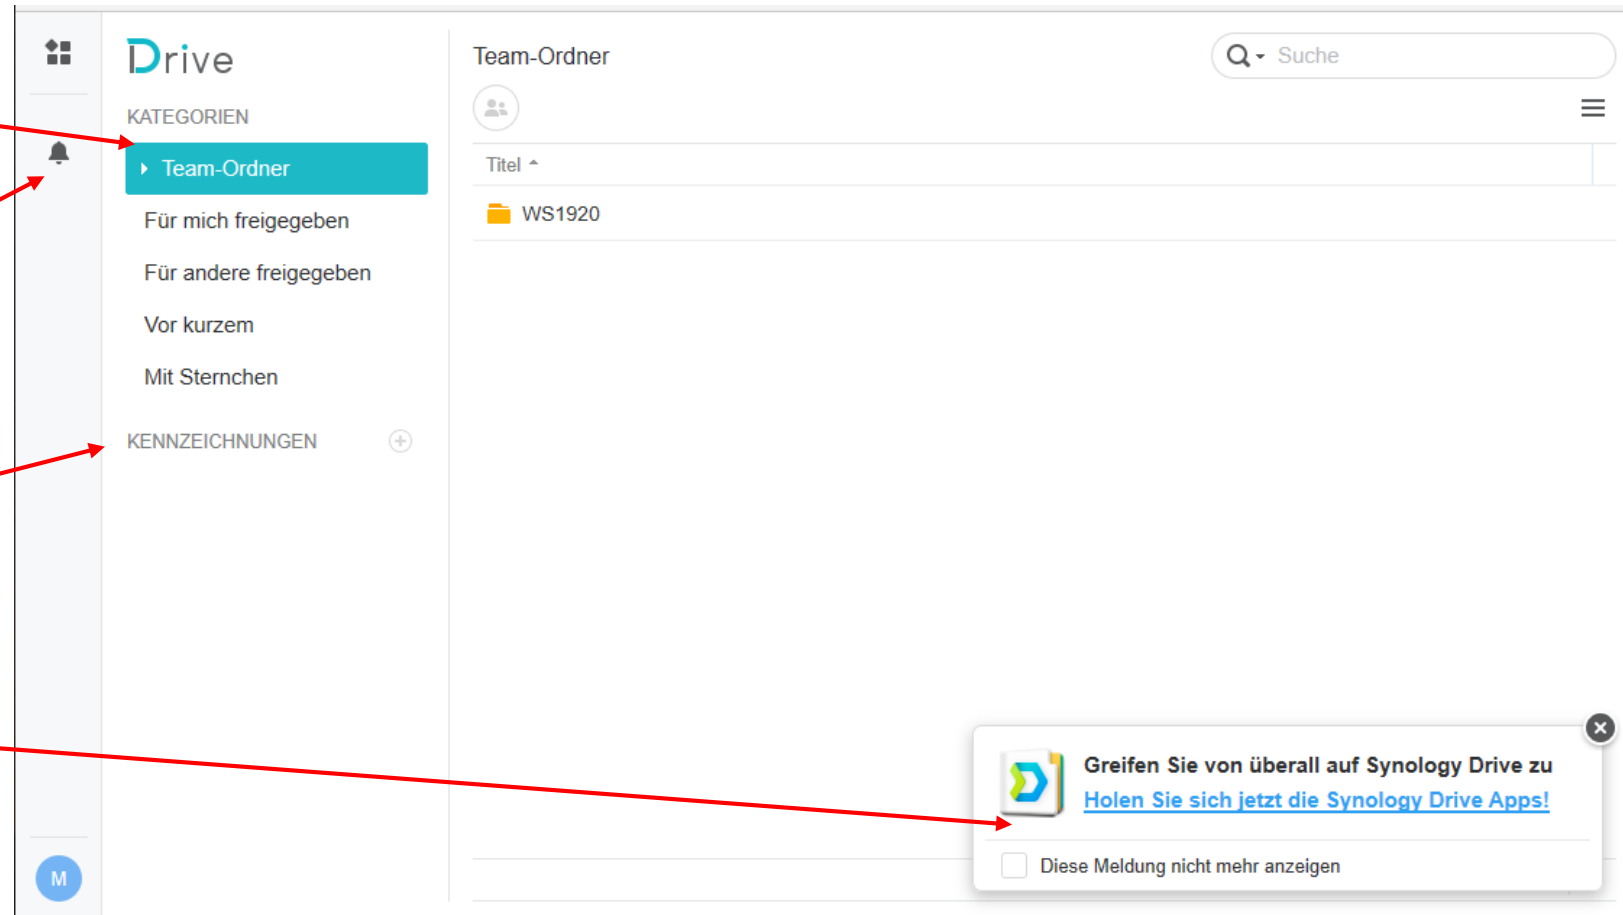 Drive
KATEGORIEN
Team-Ordner
Für mich freigegeben
Für andere freigegeben
Vor kurzem
Mit Sternchen
KENNZEICHNUNGEN
M
Team-Ordner
Suche
Titel
WS1920
Greifen Sie von überall auf Synology Drive zu
Holen Sie sich jetzt die Synology Drive Apps!
Diese Meldung nicht mehr anzeigen